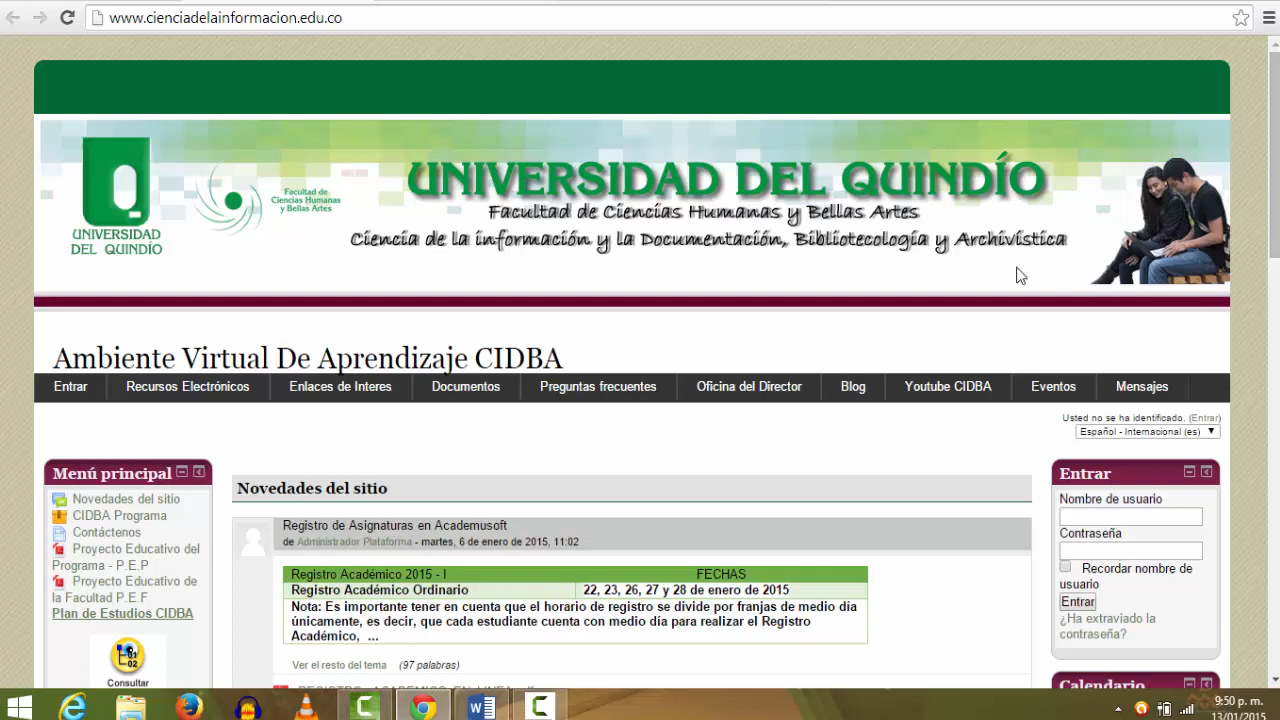 www.cienciadelainformacion.edu.co
UNIVERSIDAD
DEL QUINDÍO
Facultad de
Ciencias Humanas
y Bellas Artes
UNIVERSIDAD DEL QUINDÍO
Facultad de Ciencias Humanas y Bellas Artes
Ciencia de la información y la Documentación, Bibliotecología y Archivística
Ambiente Virtual De Aprendizaje CIDBA
Entrar Recursos Electrónicos Enlaces de Interes Documentos Preguntas frecuentes Oficina del Director Blog Youtube CIDBA Eventos Mensajes
Usted no se ha identificado. (Entrar)
Español - Internacional (es)
Menú principal
Novedades del sitio
CIDBA Programa
Contáctenos
Proyecto Educativo del
Programa - P.E.P
Proyecto Educativo de
la Facultad P.E.F
Plan de Estudios CIDBA
Consultar
Novedades del sitio
Registro de Asignaturas en Academusoft
de Administrador Plataforma - martes, 6 de enero de 2015, 11:02
Registro Académico 2015 - I FECHAS
Registro Académico Ordinario 22, 23, 26, 27 y 28 de enero de 2015
Nota: Es importante tener en cuenta que el horario de registro se divide por franjas de medio día
únicamente, es decir, que cada estudiante cuenta con medio día para realizar el Registro
Académico, ...
Ver el resto del tema (97 palabras)
Entrar
Nombre de usuario
Contraseña
Recordar nombre de
usuario
Entrar
¿Ha extraviado la
contraseña?
Calendario
9:50 p. m.
13/01/2015